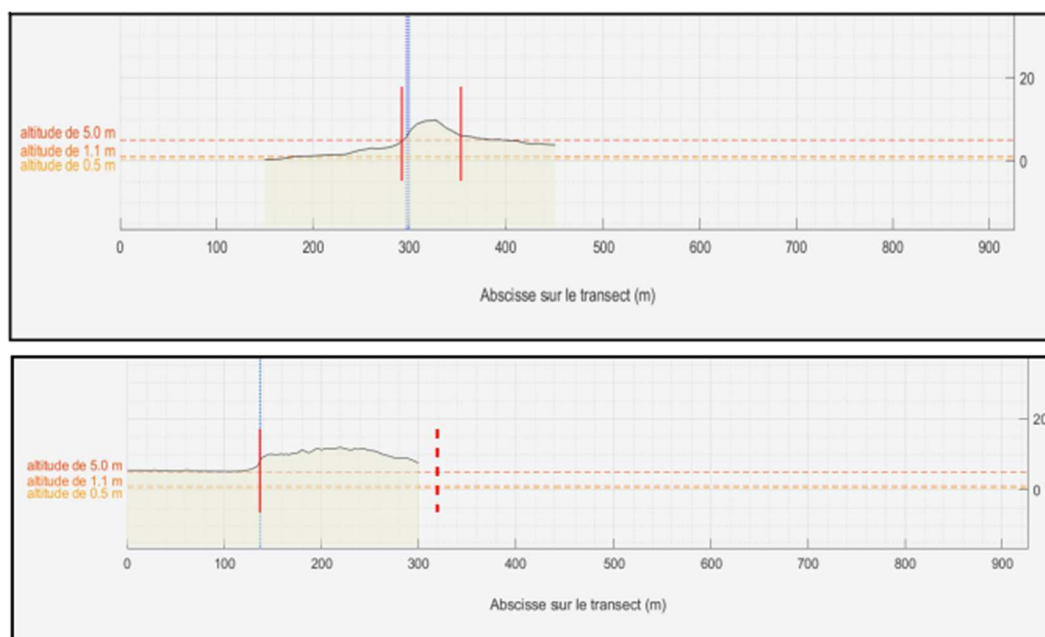 20
altitude de 5.0 m
altitude de 1.1 m
altitude de 0.5 m
0
0 100 200 300 400 500 600 700 800 900
Abscisse sur le transect (m)
20
altitude de 5.0 m
altitude de 1.1 m
altitude de 0.5 m
0
0 100 200 300 400 500 600 700 800 900
Abscisse sur le transect (m)